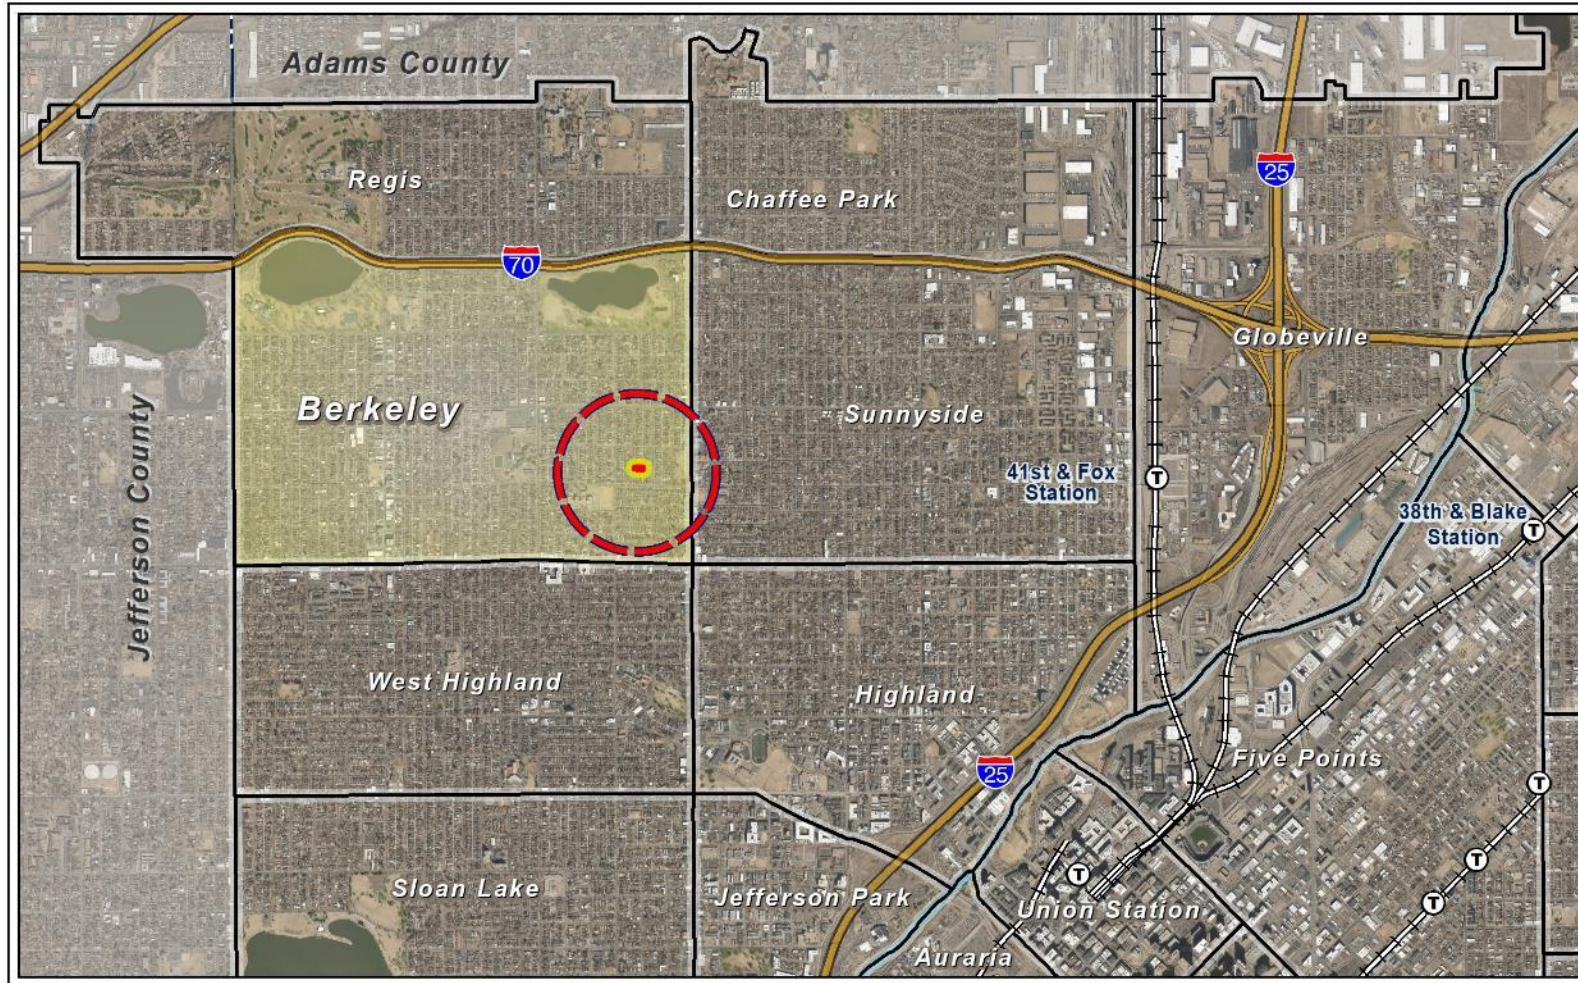 Adams County
Regis
Chaffee Park
25
70
Globeville
Berkeley
Sunnyside
Jefferson County
41st & Fox
Station
T
38th & Blake
Station
T
West Highland
Highland
25
Five Points
T
Sloan Lake
Jefferson Park
T
T
Union Station
T
Auraria